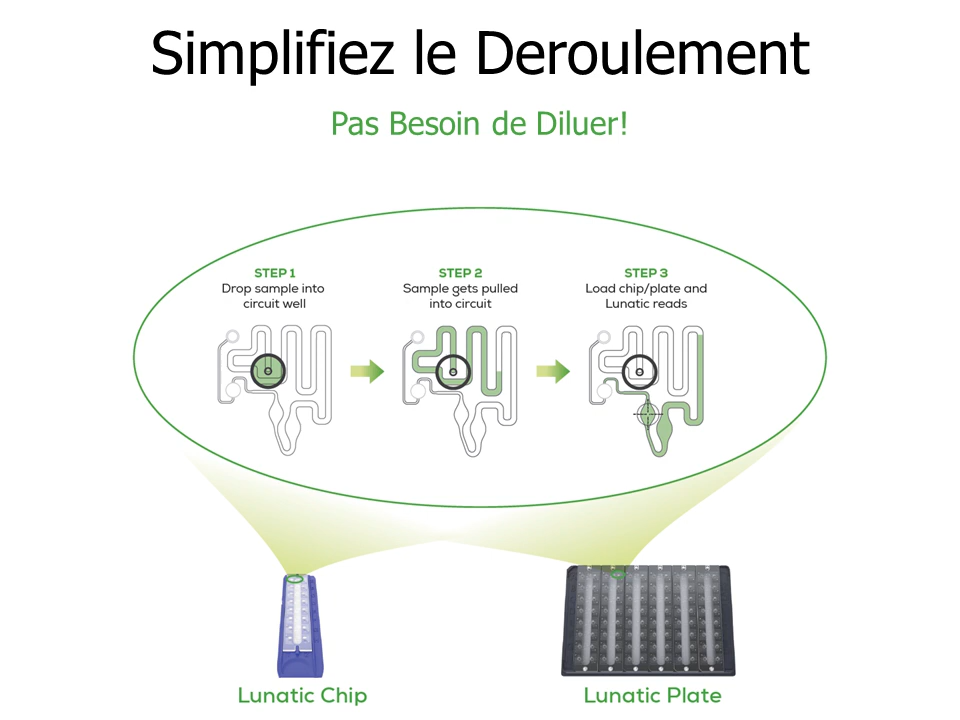 Simplifiez le Deroulement
Pas Besoin de Diluer!
STEP 1
Drop sample into
circuit well
STEP 2
Sample gets pulled
into circuit
STEP 3
Load chip/plate and
Lunatic reads
Lunatic Chip
Lunatic Plate